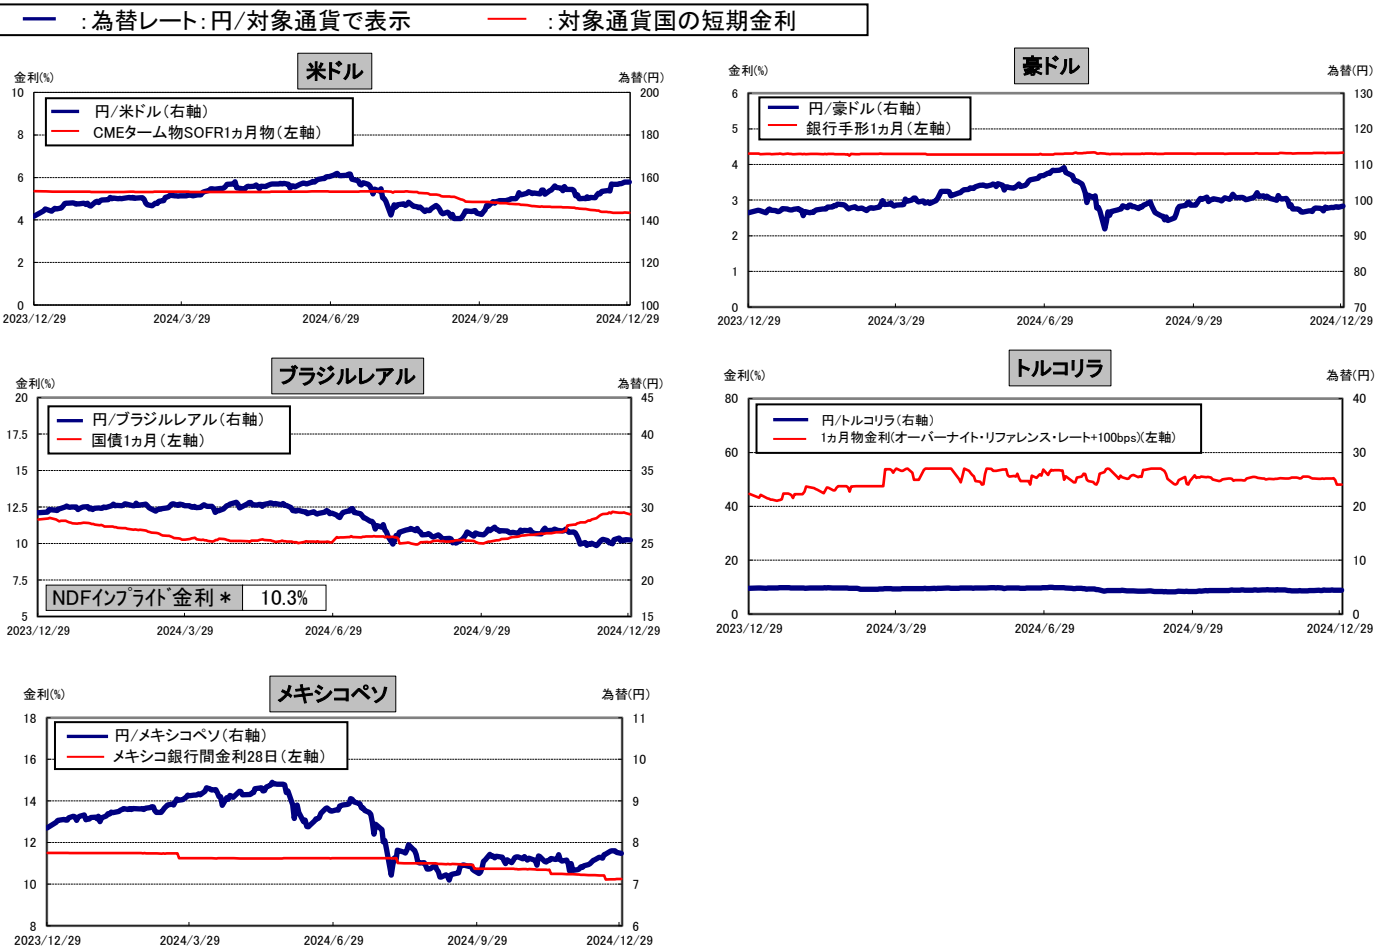 :為替レート:円/対象通貨で表示 :対象通貨国の短期金利
米ドル
金利(%) 為替(円)
円/米ドル(右軸)
CMEターム物SOFR1ヵ月物(左軸)
10
8
6
4
2
0
200
180
160
140
120
100
2023/12/29 2024/3/29 2024/6/29 2024/9/29 2024/12/29
豪ドル
金利(%) 為替(円)
円/豪ドル(右軸)
銀行手形1ヵ月(左軸)
6
5
4
3
2
1
0
130
120
110
100
90
80
70
2023/12/29 2024/3/29 2024/6/29 2024/9/29 2024/12/29
ブラジルレアル
金利(%) 為替(円)
円/ブラジルレアル(右軸)
国債1ヵ月(左軸)
20
17.5
15
12.5
10
7.5
5
45
40
35
30
25
20
15
NDFインプライド金利* 10.3%
2023/12/29 2024/3/29 2024/6/29 2024/9/29 2024/12/29
トルコリラ
金利(%) 為替(円)
円/トルコリラ(右軸)
1ヵ月物金利(オーバーナイト・リファレンス・レート+100bps)(左軸)
80
60
40
20
0
40
30
20
10
0
2023/12/29 2024/3/29 2024/6/29 2024/9/29 2024/12/29
メキシコペソ
金利(%) 為替(円)
円/メキシコペソ(右軸)
メキシコ銀行間金利28日(左軸)
18
16
14
12
10
8
11
10
9
8
7
6
2023/12/29 2024/3/29 2024/6/29 2024/9/29 2024/12/29